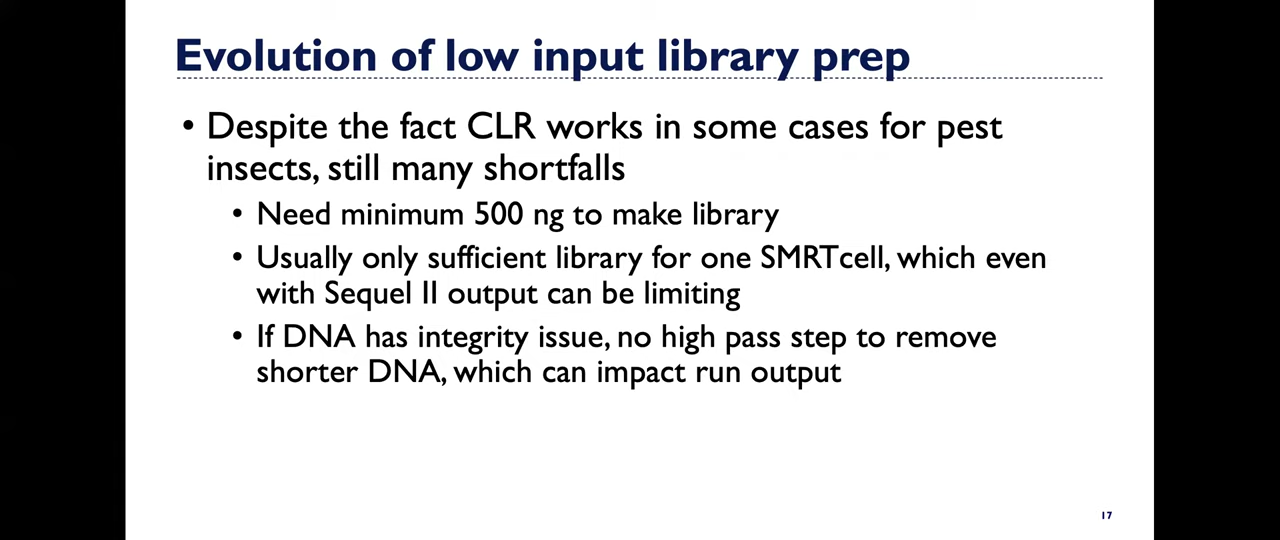 Evolution of low input library prep
• Despite the fact CLR works in some cases for pest
insects, still many shortfalls
• Need minimum 500 ng to make library
• Usually only sufficient library for one SMRTcell, which even
with Sequel II output can be limiting
• If DNA has integrity issue, no high pass step to remove
shorter DNA, which can impact run output
17